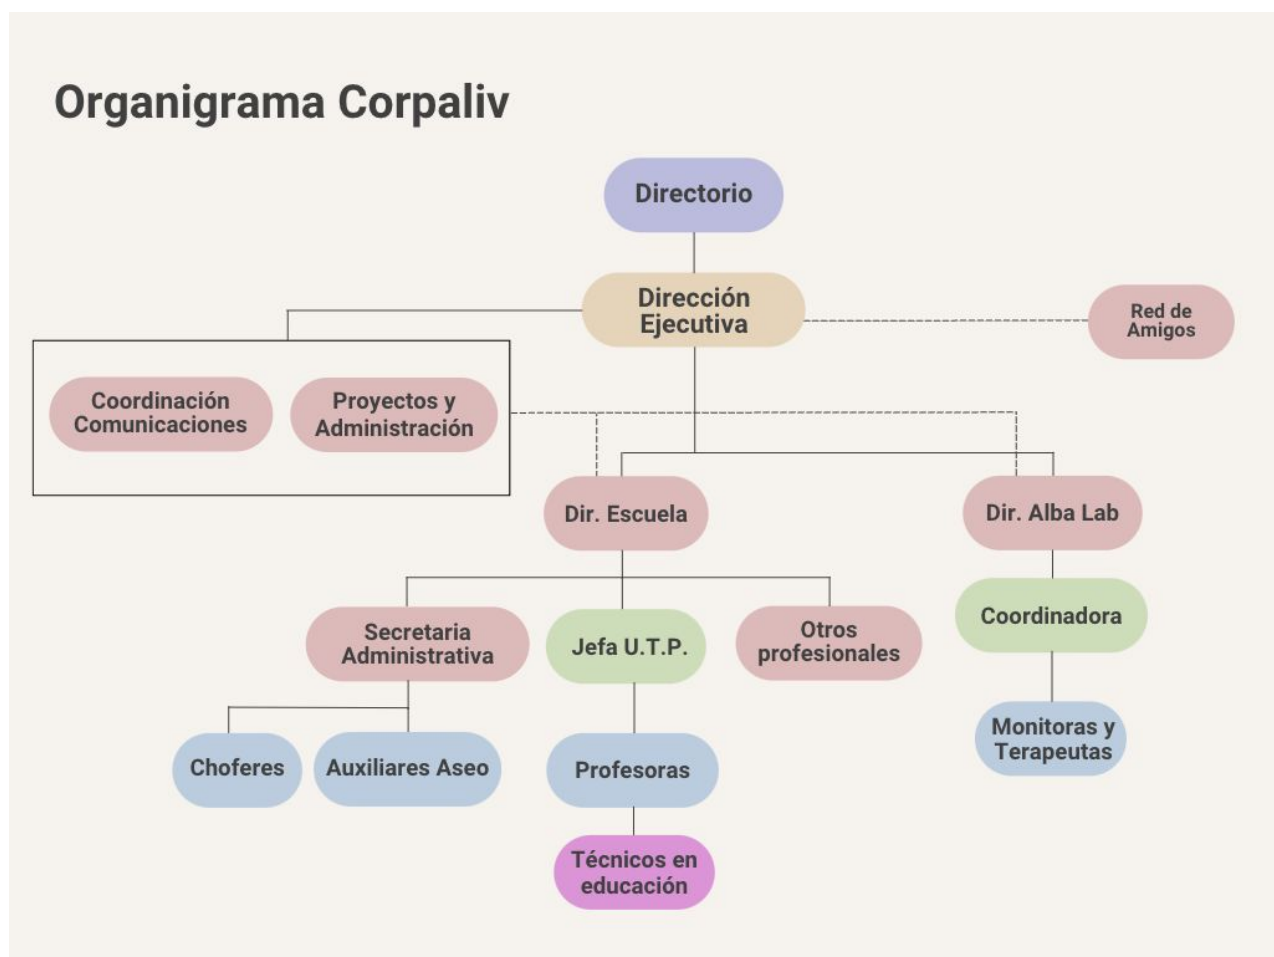 Organigrama Corpaliv
Directorio
Dirección
Ejecutiva
Red de
Amigos
Coordinación
Comunicaciones
Proyectos y
Administración
Dir. Escuela
Dir. Alba Lab
Secretaria
Administrativa
Jefa U.T.P.
Otros
profesionales
Coordinadora
Choferes
Auxiliares Aseo
Profesoras
Monitoras y
Terapeutas
Técnicos en
educación